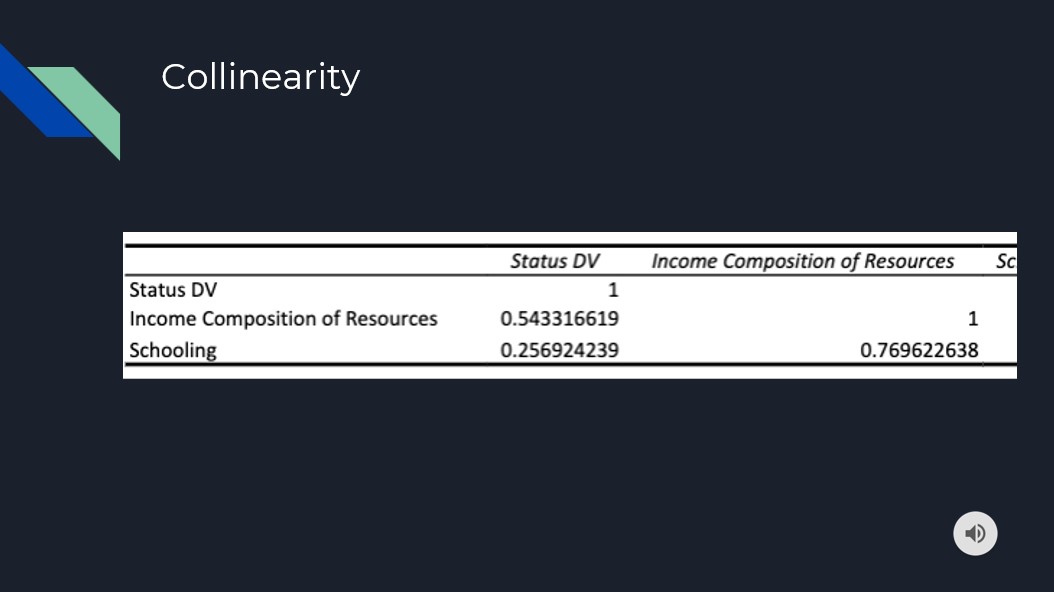 Collinearity
Status DV Income Composition of Resources Sc
Status DV 1
Income Composition of Resources 0.543316619 1
Schooling 0.256924239 0.769622638